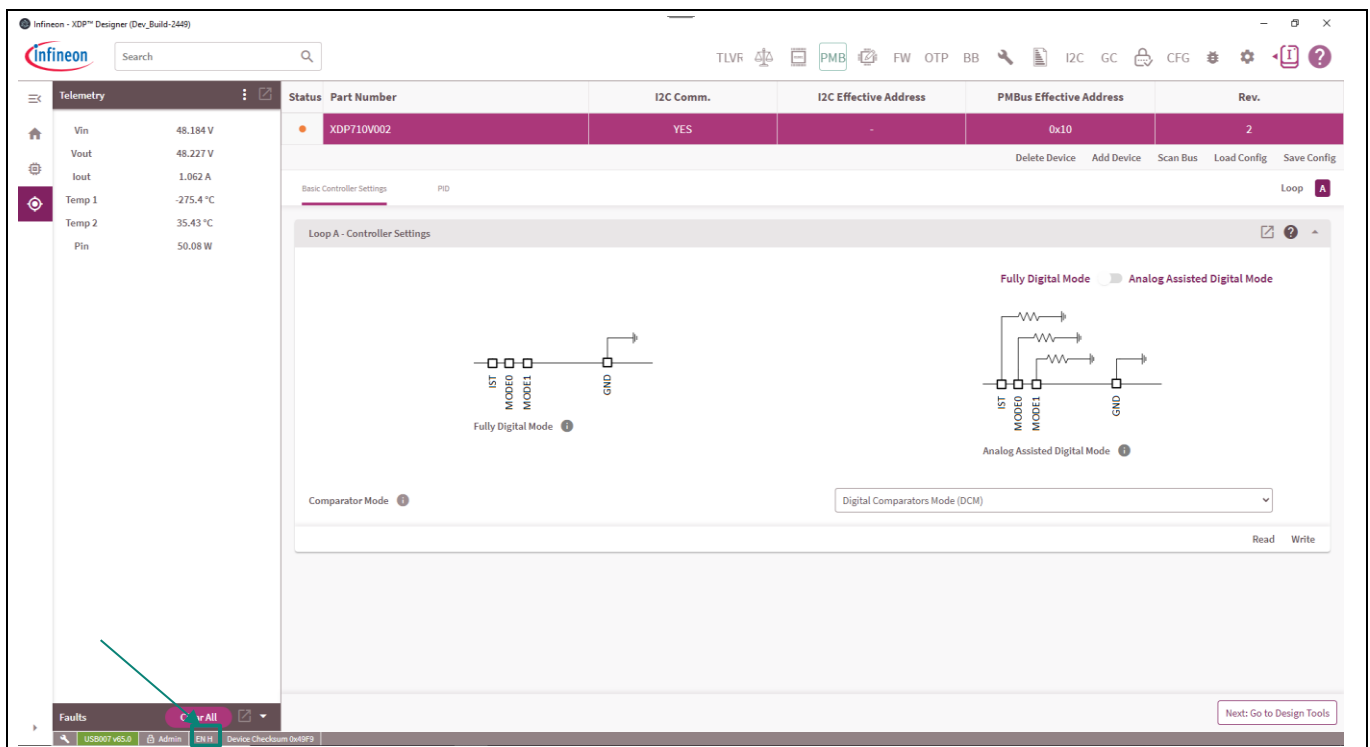 Infineon - XDP™ Designer (Dev_Build-2449)
infineon
Search
TLVR PMB FW OTP BB I2C GC CFG
Telemetry
Vin 48.184 V
Vout 48.227 V
Iout 1.062 A
Temp 1 -275.4 °C
Temp 2 35.43 °C
Pin 50.08 W
Status Part Number I2C Comm. I2C Effective Address PMBus Effective Address Rev.
XDP710V002 YES - 0x10 2
Delete Device Add Device Scan Bus Load Config Save Config
Basic Controller Settings PID Loop A
Loop A - Controller Settings
Fully Digital Mode Analog Assisted Digital Mode
IST
MODE0
MODE1
GND
Fully Digital Mode
IST
MODE0
MODE1
GND
Analog Assisted Digital Mode
Comparator Mode Digital Comparators Mode (DCM)
Read Write
Next: Go to Design Tools
Faults Clear All
USB007 v65.0 Admin EN H Device Checksum 0x49F9